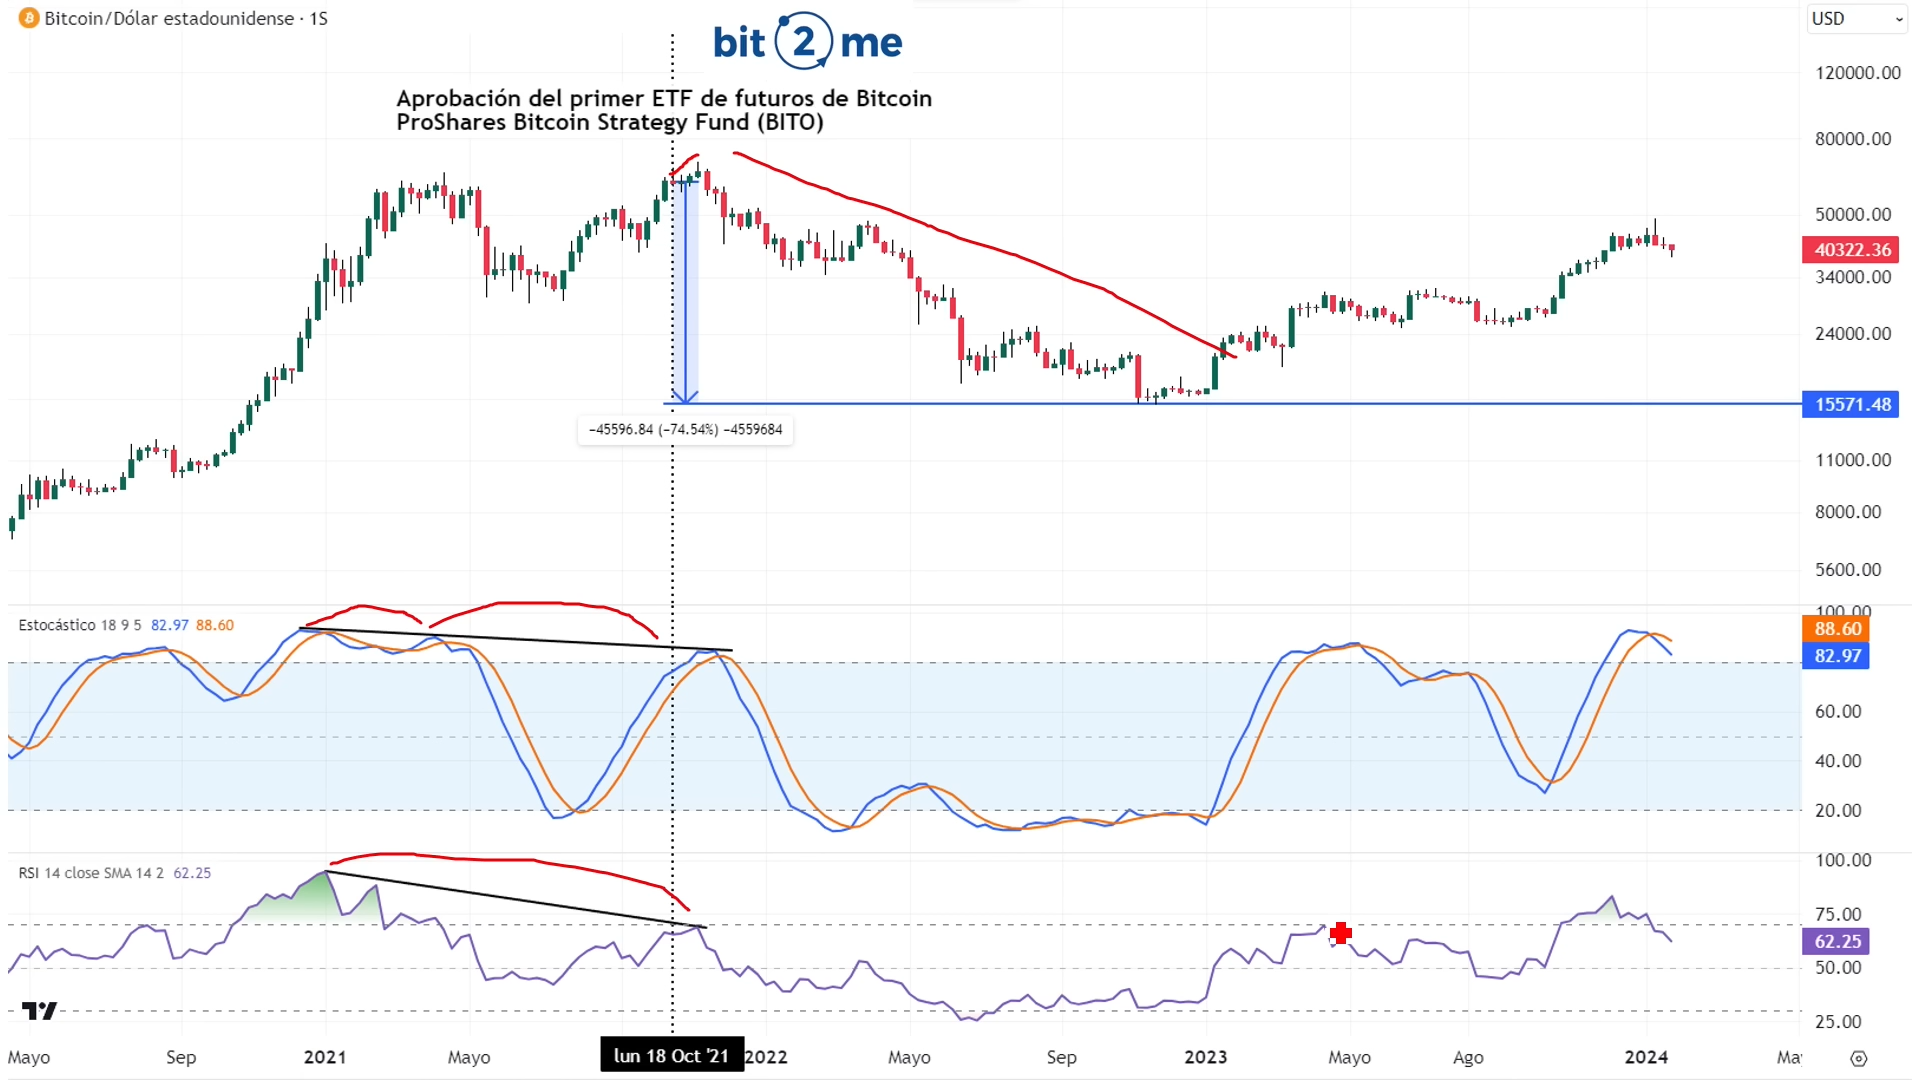 Bitcoin/Dólar estadounidense · 1S
bit 2 me
USD
Aprobación del primer ETF de futuros de Bitcoin
ProShares Bitcoin Strategy Fund (BITO)
120000.00
80000.00
50000.00
40322.36
34000.00
24000.00
15571.48
−45596.84 (−74.54%) −4559684
11000.00
8000.00
5600.00
Estocástico 18 9 5 82.97 88.60
100.00
88.60
82.97
60.00
40.00
20.00
RSI 14 close SMA 14 2 62.25
100.00
75.00
62.25
50.00
25.00
Mayo Sep 2021 Mayo lun 18 Oct '21 2022 Mayo Sep 2023 Mayo Ago 2024